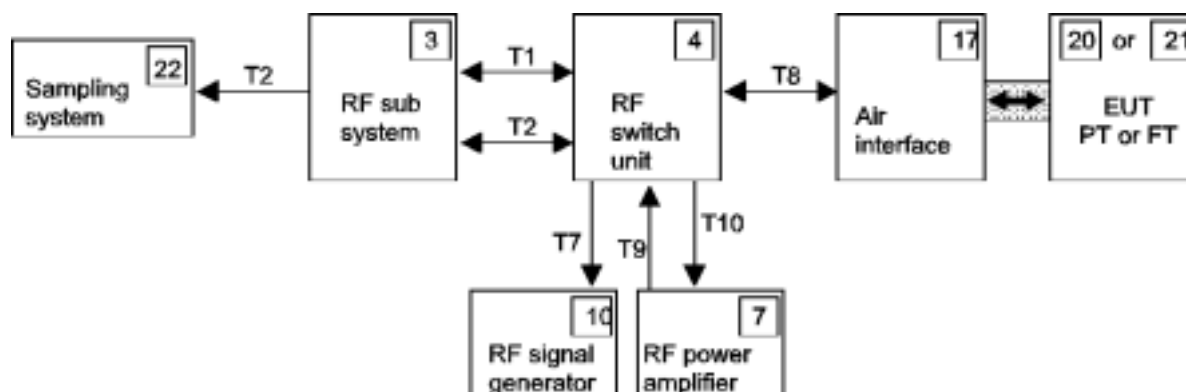 22
Sampling
system
T2
3
RF sub
system
T1
T2
4
RF
switch
unit
T8
17
Air
interface
20 or 21
EUT
PT or FT
T7
T9
T10
10
RF signal
generator
7
RF power
amplifier